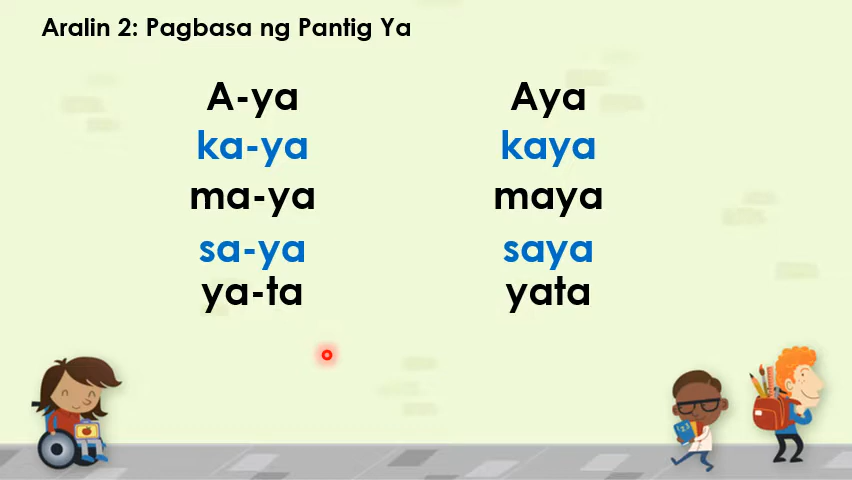 Aralin 2: Pagbasa ng Pantig Ya
A-ya Aya
ka-ya kaya
ma-ya maya
sa-ya saya
ya-ta yata